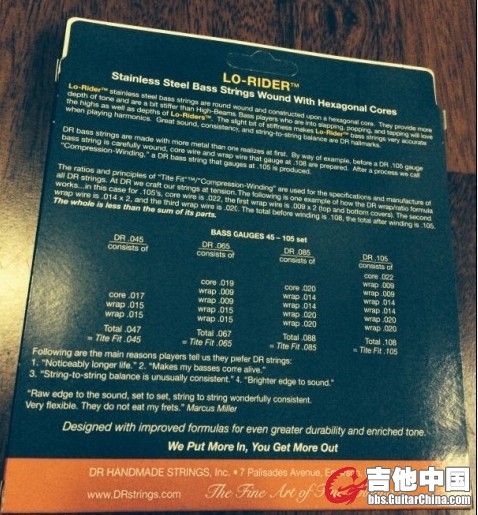 LO-RIDER™
Stainless Steel Bass Strings Wound With Hexagonal Cores
Lo-Rider™ stainless steel bass strings are round wound and constructed upon a hexagonal core. They provide more
depth of tone and are a bit stiffer than High-Beams. Bass players who are into slapping, popping, and tapping will love
the highs as well as depths of Lo-Riders™. The slight bit of stiffness makes Lo-Rider™ bass strings very accurate
when playing harmonics. Great sound, consistency, and string-to-string balance are DR hallmarks.
DR bass strings are made with more metal than one realizes at first. By way of example, before a DR .105 gauge
bass string is carefully wound, core wire and wrap wire that gauge at .108 are prepared. After a process we call
"Compression-Winding," a DR bass string that gauges at .105 is produced.
The ratios and principles of "Tite Fit"™/"Compression-Winding" are used for the specifications and manufacture of
all DR strings. At DR we craft our strings at tension. The following is one example of how the DR wrap/ratio formula
works...in this case for .105's, core wire is .022, the first wrap wire is .009 x 2 (top and bottom covers). The second
wrap wire is .014 x 2, and the third wrap wire is .020. The total before winding is .108, the total after winding is .105.
The whole is less than the sum of its parts.
BASS GAUGES 45 – 105 set
DR .045 DR .065 DR .085 DR .105
consists of consists of consists of consists of
core .022
core .019 wrap .009
core .020 wrap .009
core .017 wrap .009 wrap .014 wrap .014
wrap .015 wrap .009 wrap .014 wrap .014
wrap .015 wrap .015 wrap .020 wrap .020
wrap .015 wrap .020 wrap .020
Total .047 Total .067 Total .088 Total .108
= Tite Fit .045 = Tite Fit .065 = Tite Fit .085 = Tite Fit .105
Following are the main reasons players tell us they prefer DR strings:
1. "Noticeably longer life." 2. "Makes my basses come alive."
3. "String-to-string balance is unusually consistent." 4. "Brighter edge to sound."
"Raw edge to the sound, set to set, string to string wonderfully consistent.
Very flexible. They do not eat my frets." Marcus Miller
Designed with improved formulas for even greater durability and enriched tone.
We Put More In, You Get More Out
DR HANDMADE STRINGS, Inc. • 7 Palisades Avenue,
www.DRstrings.com The Fine Art of
吉他中国
bbs.GuitarChina.com